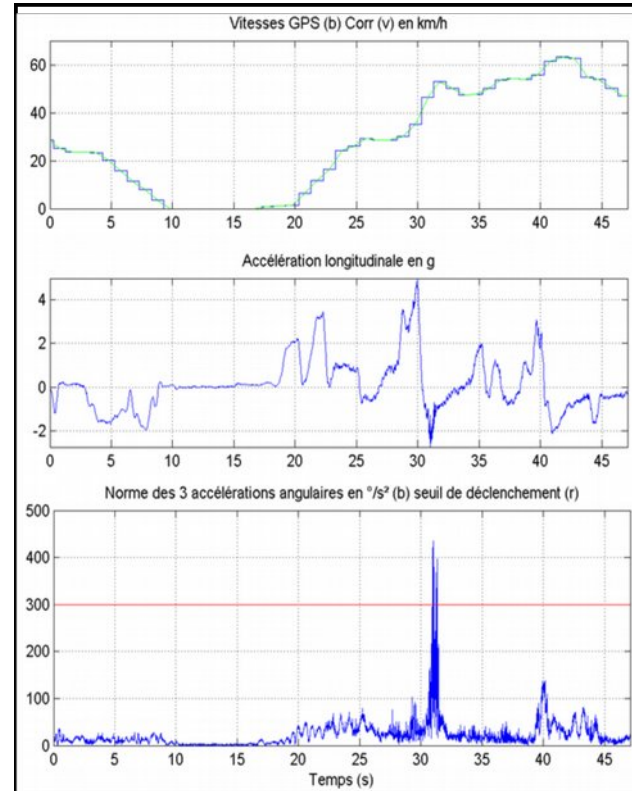 Vitesses GPS (b) Corr (v) en km/h
60
40
20
0
0 5 10 15 20 25 30 35 40 45
Accélération longitudinale en g
4
2
0
-2
0 5 10 15 20 25 30 35 40 45
Norme des 3 accélérations angulaires en °/s² (b) seuil de déclenchement (r)
500
400
300
200
100
0
0 5 10 15 20 25 30 35 40 45
Temps (s)